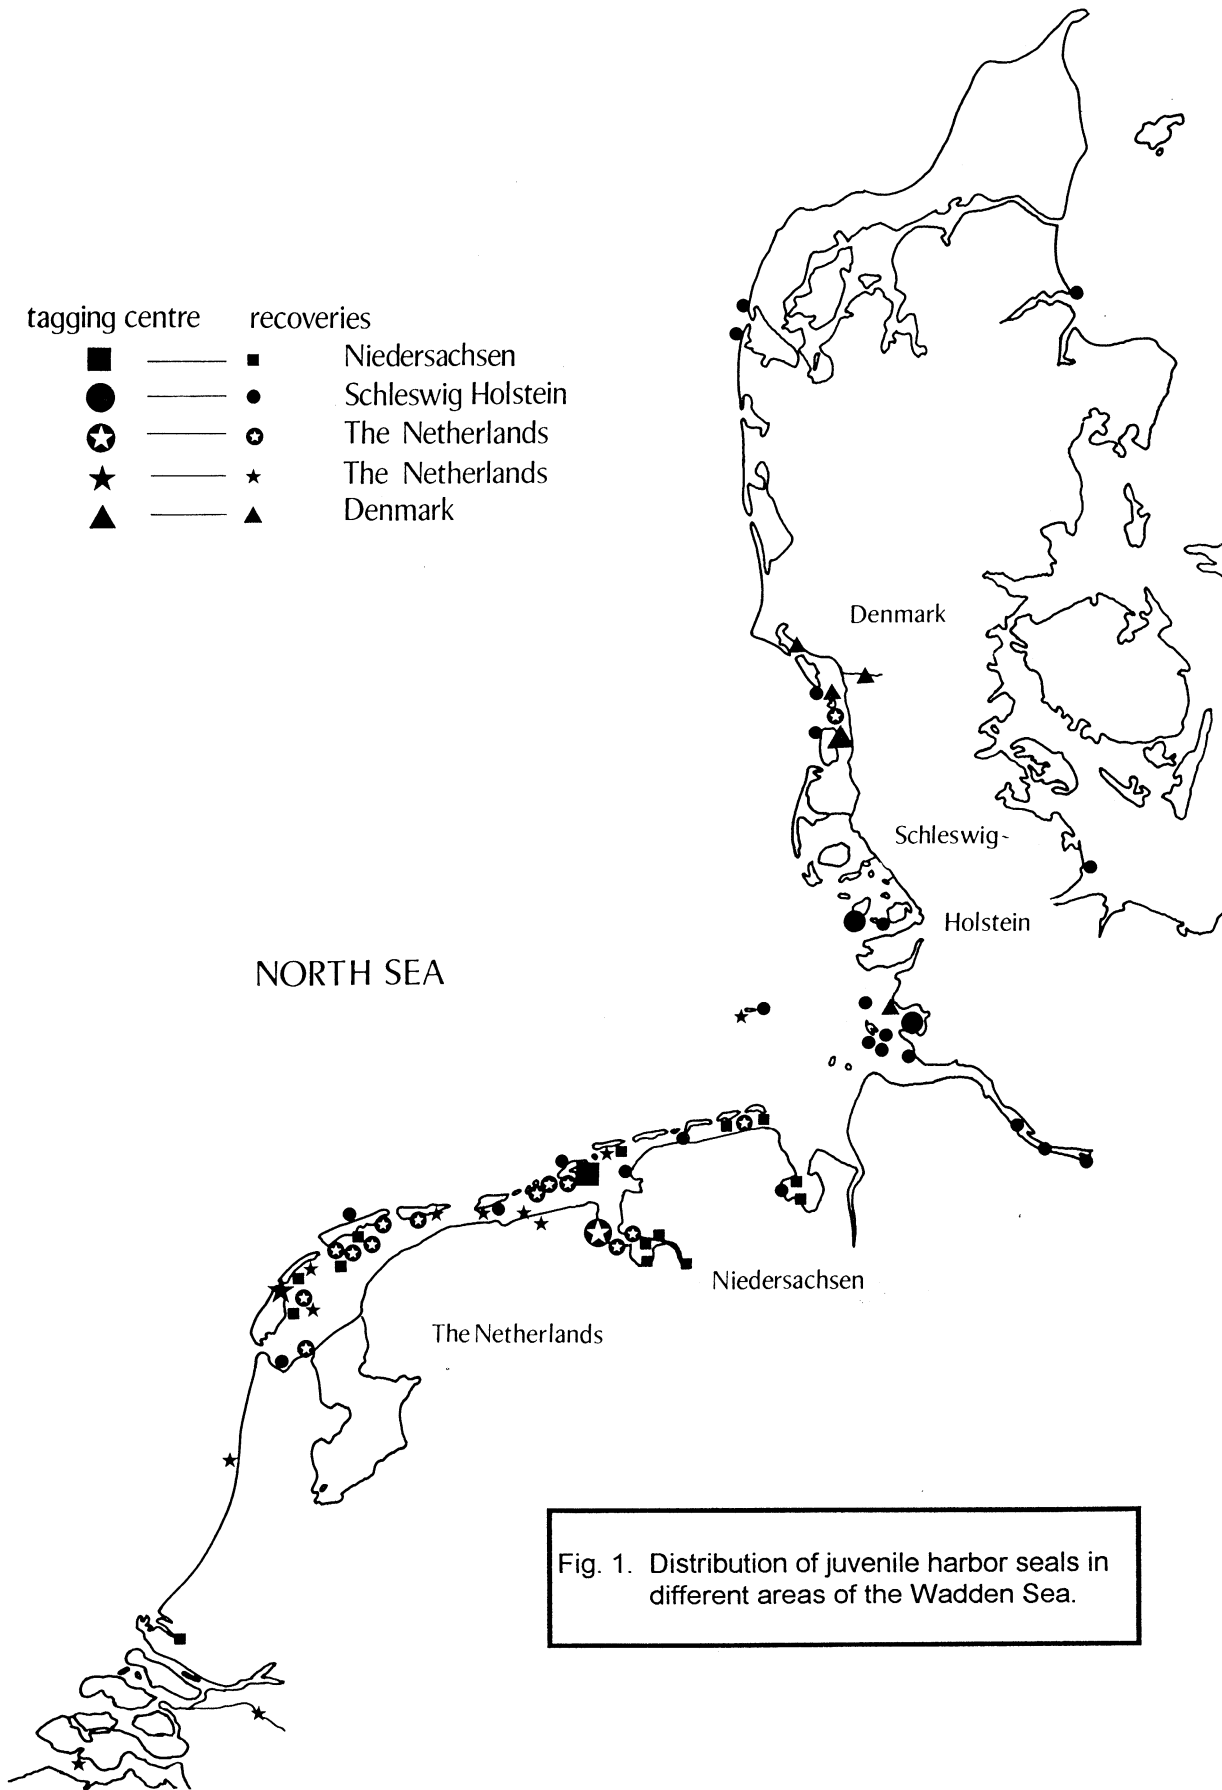 tagging centre recoveries
Niedersachsen
Schleswig Holstein
The Netherlands
The Netherlands
Denmark
Denmark
Schleswig-
Holstein
NORTH SEA
Niedersachsen
The Netherlands
Fig. 1. Distribution of juvenile harbor seals in
different areas of the Wadden Sea.